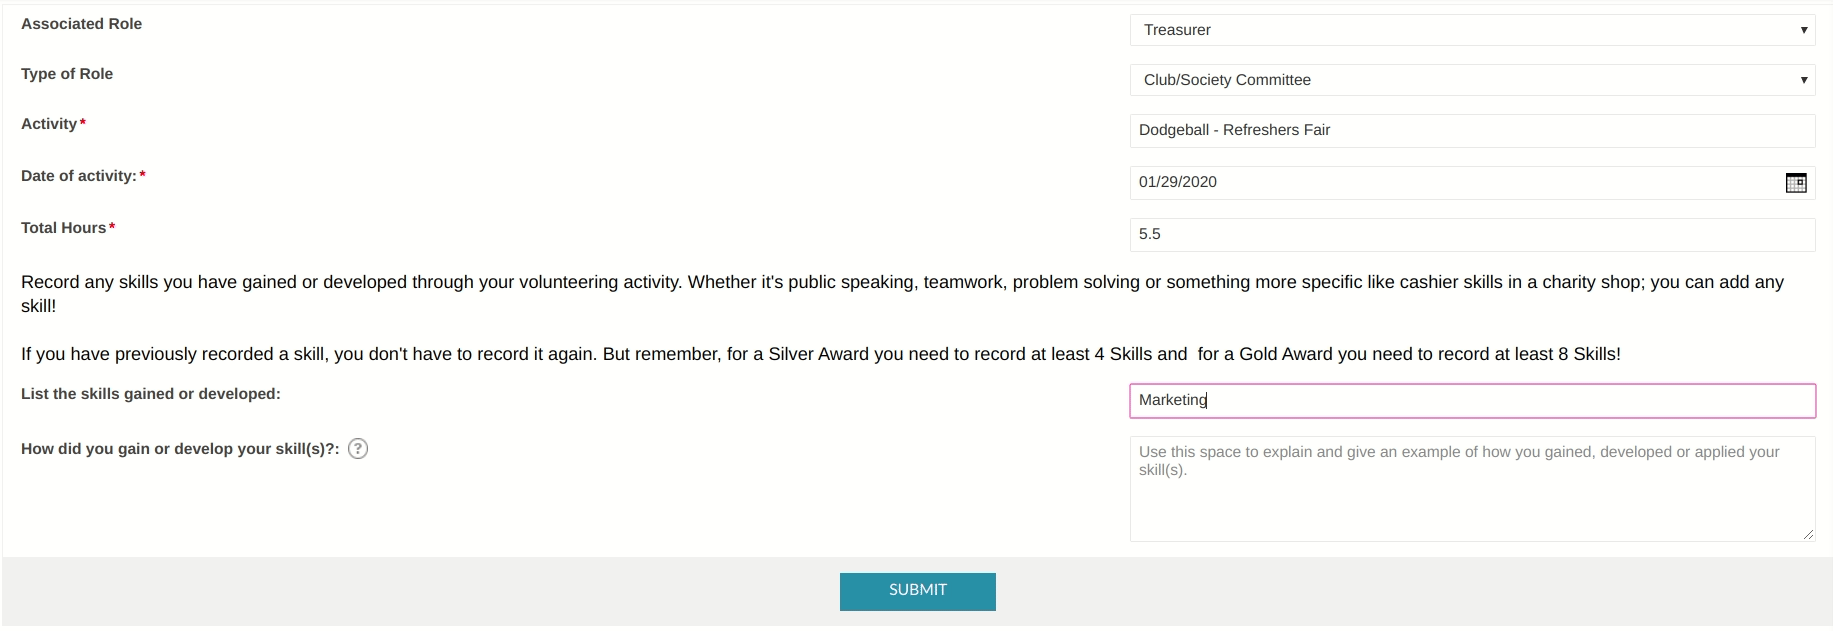 Associated Role
Treasurer
Type of Role
Club/Society Committee
Activity*
Dodgeball - Refreshers Fair
Date of activity:*
01/29/2020
Total Hours*
5.5
Record any skills you have gained or developed through your volunteering activity. Whether it's public speaking, teamwork, problem solving or something more specific like cashier skills in a charity shop; you can add any
skill!
If you have previously recorded a skill, you don't have to record it again. But remember, for a Silver Award you need to record at least 4 Skills and  for a Gold Award you need to record at least 8 Skills!
List the skills gained or developed:
Marketing
How did you gain or develop your skill(s)?: ?
Use this space to explain and give an example of how you gained, developed or applied your
skill(s).
SUBMIT